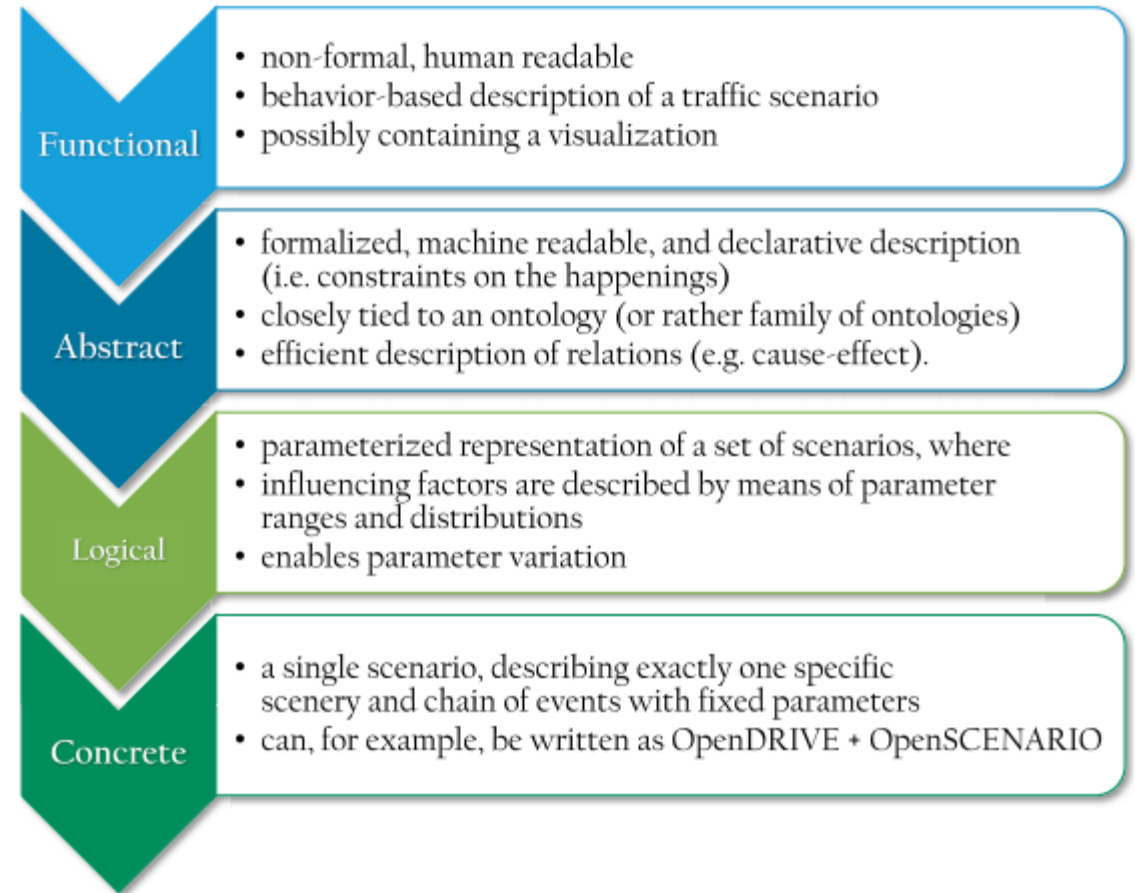 Functional
• non-formal, human readable
• behavior-based description of a traffic scenario
• possibly containing a visualization
Abstract
• formalized, machine readable, and declarative description
(i.e. constraints on the happenings)
• closely tied to an ontology (or rather family of ontologies)
• efficient description of relations (e.g. cause-effect).
Logical
• parameterized representation of a set of scenarios, where
• influencing factors are described by means of parameter
ranges and distributions
• enables parameter variation
Concrete
• a single scenario, describing exactly one specific
scenery and chain of events with fixed parameters
• can, for example, be written as OpenDRIVE + OpenSCENARIO